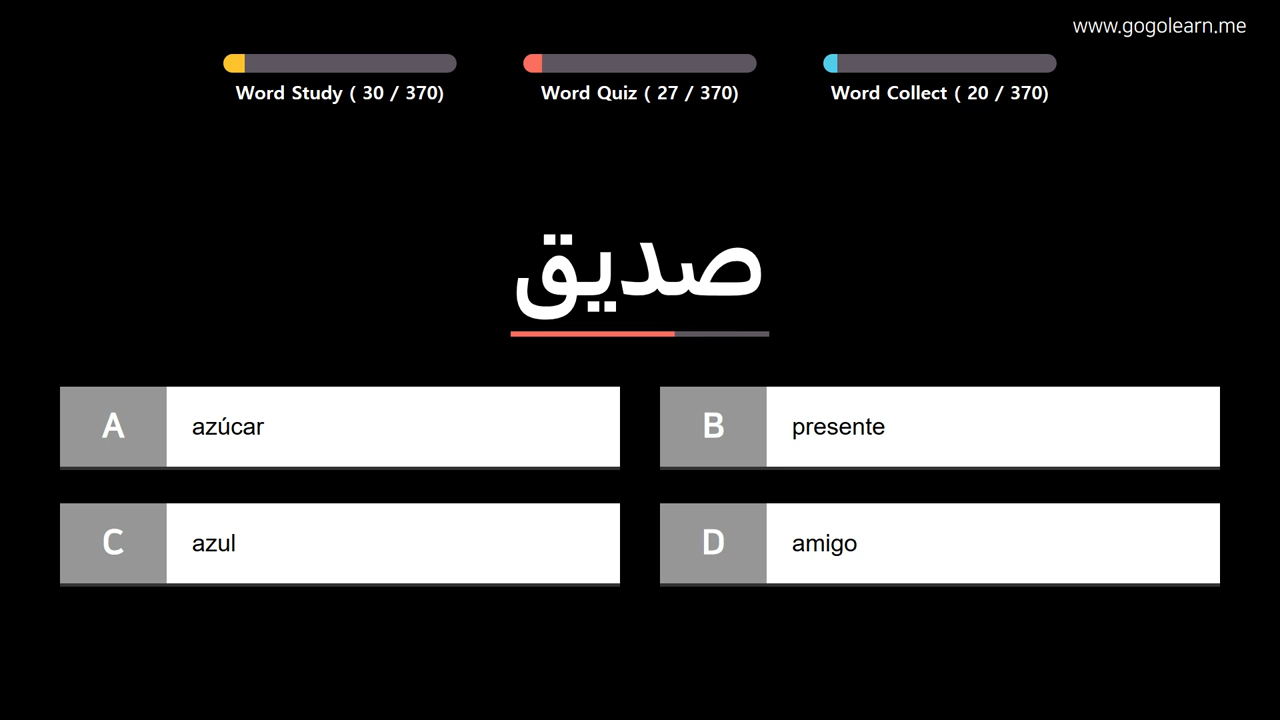 www.gogolearn.me
Word Study ( 30 / 370)
Word Quiz ( 27 / 370)
Word Collect ( 20 / 370)
صديق
A azúcar
B presente
C azul
D amigo